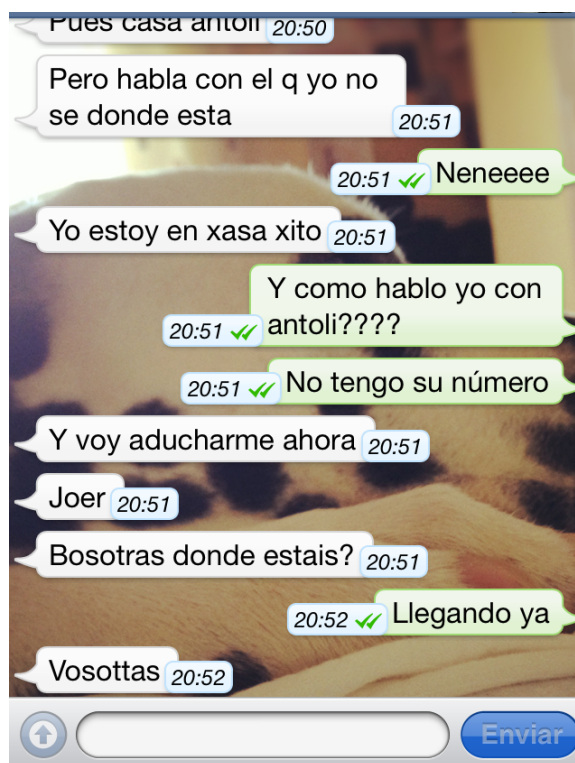 Pues casa antoli 20:50
Pero habla con el q yo no
se donde esta 20:51
20:51 Neneeee
Yo estoy en xasa xito 20:51
Y como hablo yo con
20:51 antoli????
20:51 No tengo su número
Y voy aducharme ahora 20:51
Joer 20:51
Bosotras donde estais? 20:51
20:52 Llegando ya
Vosottas 20:52
Enviar